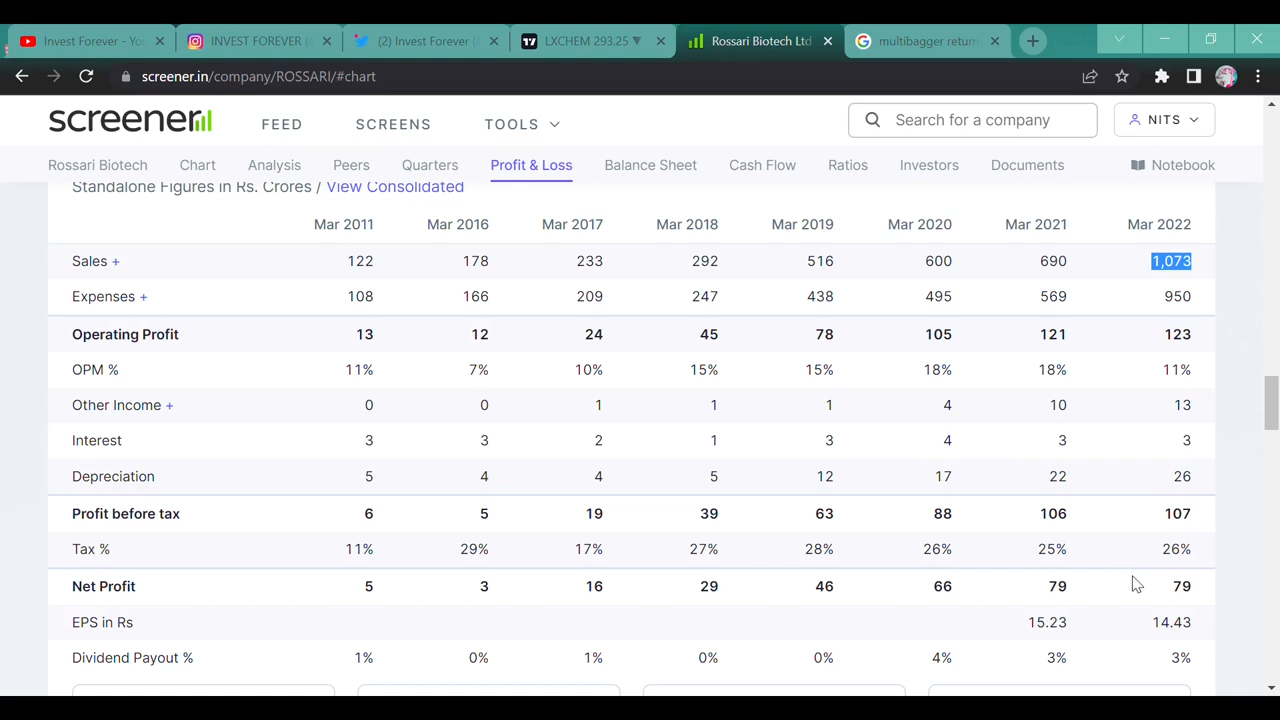 Invest Forever - Yo
INVEST FOREVER (
(2) Invest Forever (
LXCHEM 293.25 ▼
Rossari Biotech Ltd
multibagger return
screener.in/company/ROSSARI/#chart
screener
FEED
SCREENS
TOOLS
Search for a company
NITS
Rossari Biotech Chart Analysis Peers Quarters Profit & Loss Balance Sheet Cash Flow Ratios Investors Documents Notebook
Standalone Figures in Rs. Crores / View Consolidated
Mar 2011 Mar 2016 Mar 2017 Mar 2018 Mar 2019 Mar 2020 Mar 2021 Mar 2022
Sales + 122 178 233 292 516 600 690 1,073
Expenses + 108 166 209 247 438 495 569 950
Operating Profit 13 12 24 45 78 105 121 123
OPM % 11% 7% 10% 15% 15% 18% 18% 11%
Other Income + 0 0 1 1 1 4 10 13
Interest 3 3 2 1 3 4 3 3
Depreciation 5 4 4 5 12 17 22 26
Profit before tax 6 5 19 39 63 88 106 107
Tax % 11% 29% 17% 27% 28% 26% 25% 26%
Net Profit 5 3 16 29 46 66 79 79
EPS in Rs 15.23 14.43
Dividend Payout % 1% 0% 1% 0% 0% 4% 3% 3%